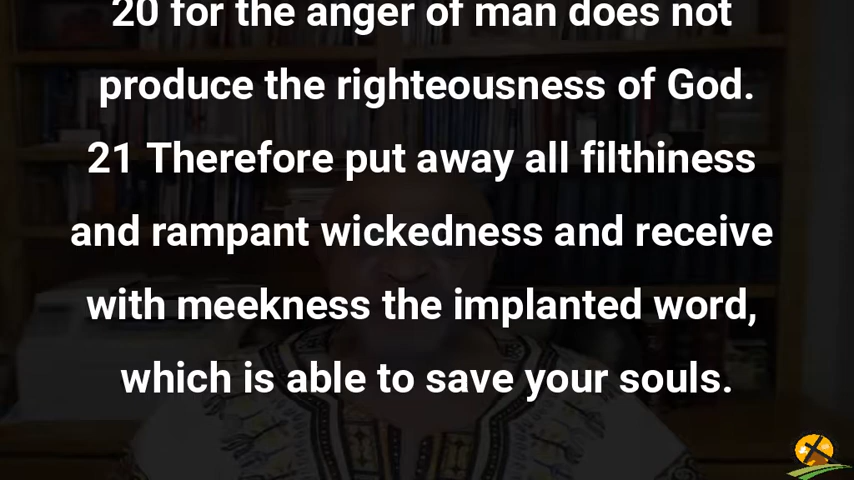 20 for the anger of man does not
produce the righteousness of God.
21 Therefore put away all filthiness
and rampant wickedness and receive
with meekness the implanted word,
which is able to save your souls.